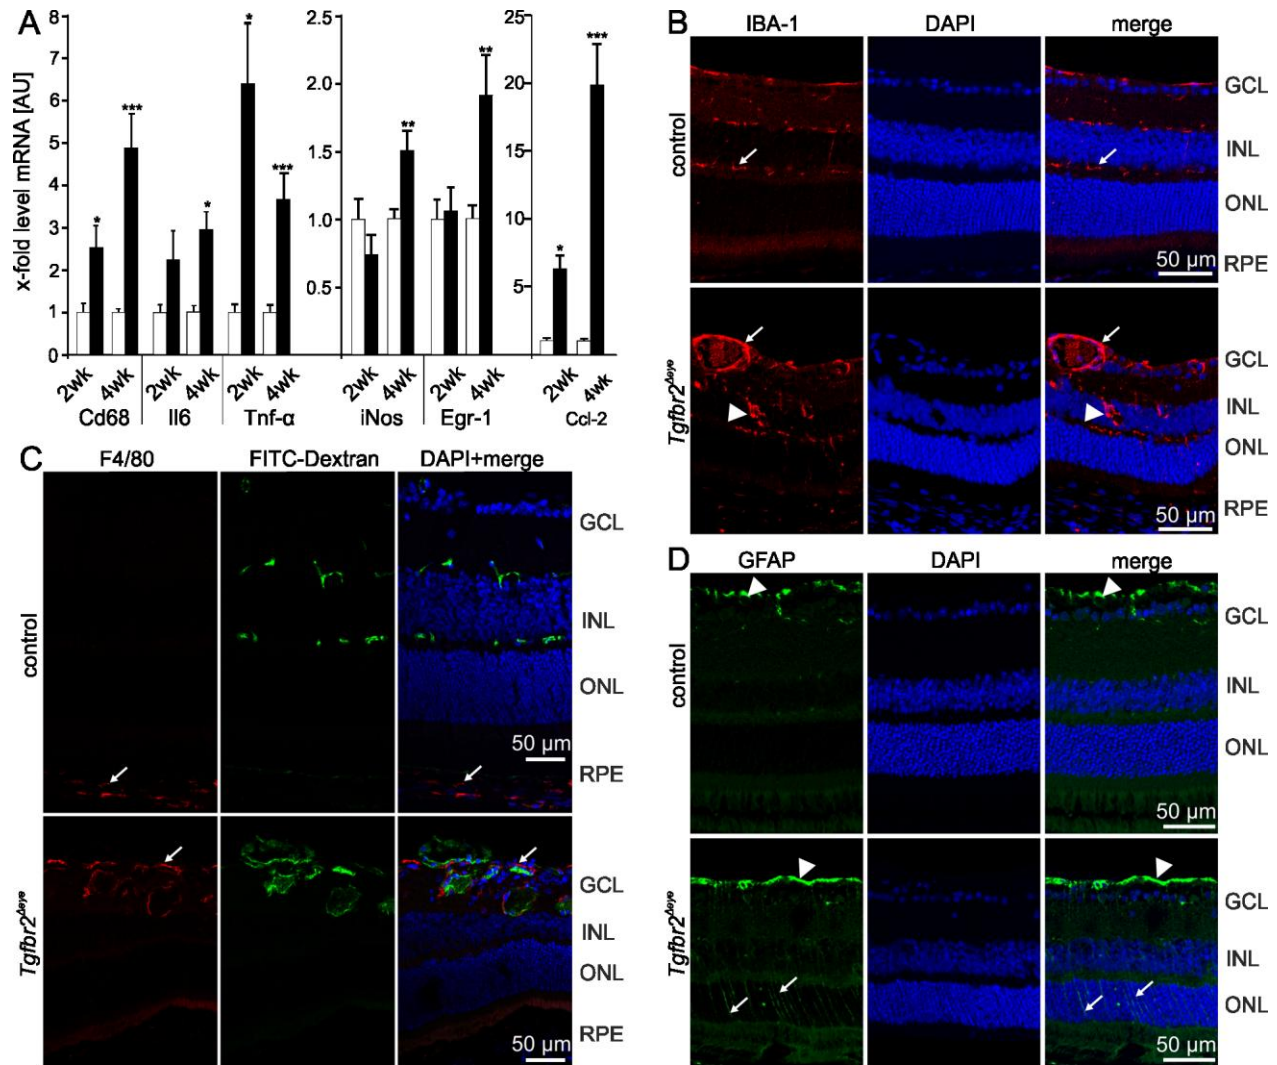 A
x-fold level mRNA [AU]
8
7
6
5
4
3
2
1
0
2.5
2.0
1.5
1.0
0.5
25
20
15
10
5
0
* *** * * *** ** ** * ***
2wk 4wk 2wk 4wk 2wk 4wk 2wk 4wk 2wk 4wk 2wk 4wk
Cd68 Il6 Tnf-α iNos Egr-1 Ccl-2
B
IBA-1 DAPI merge
control
GCL
INL
ONL
RPE
50 µm
Tgfbr2Δeye
GCL
INL
ONL
RPE
50 µm
C
F4/80 FITC-Dextran DAPI+merge
control
GCL
INL
ONL
50 µm
RPE
Tgfbr2Δeye
GCL
INL
ONL
RPE
50 µm
D
GFAP DAPI merge
control
GCL
INL
ONL
50 µm
Tgfbr2Δeye
GCL
INL
ONL
50 µm